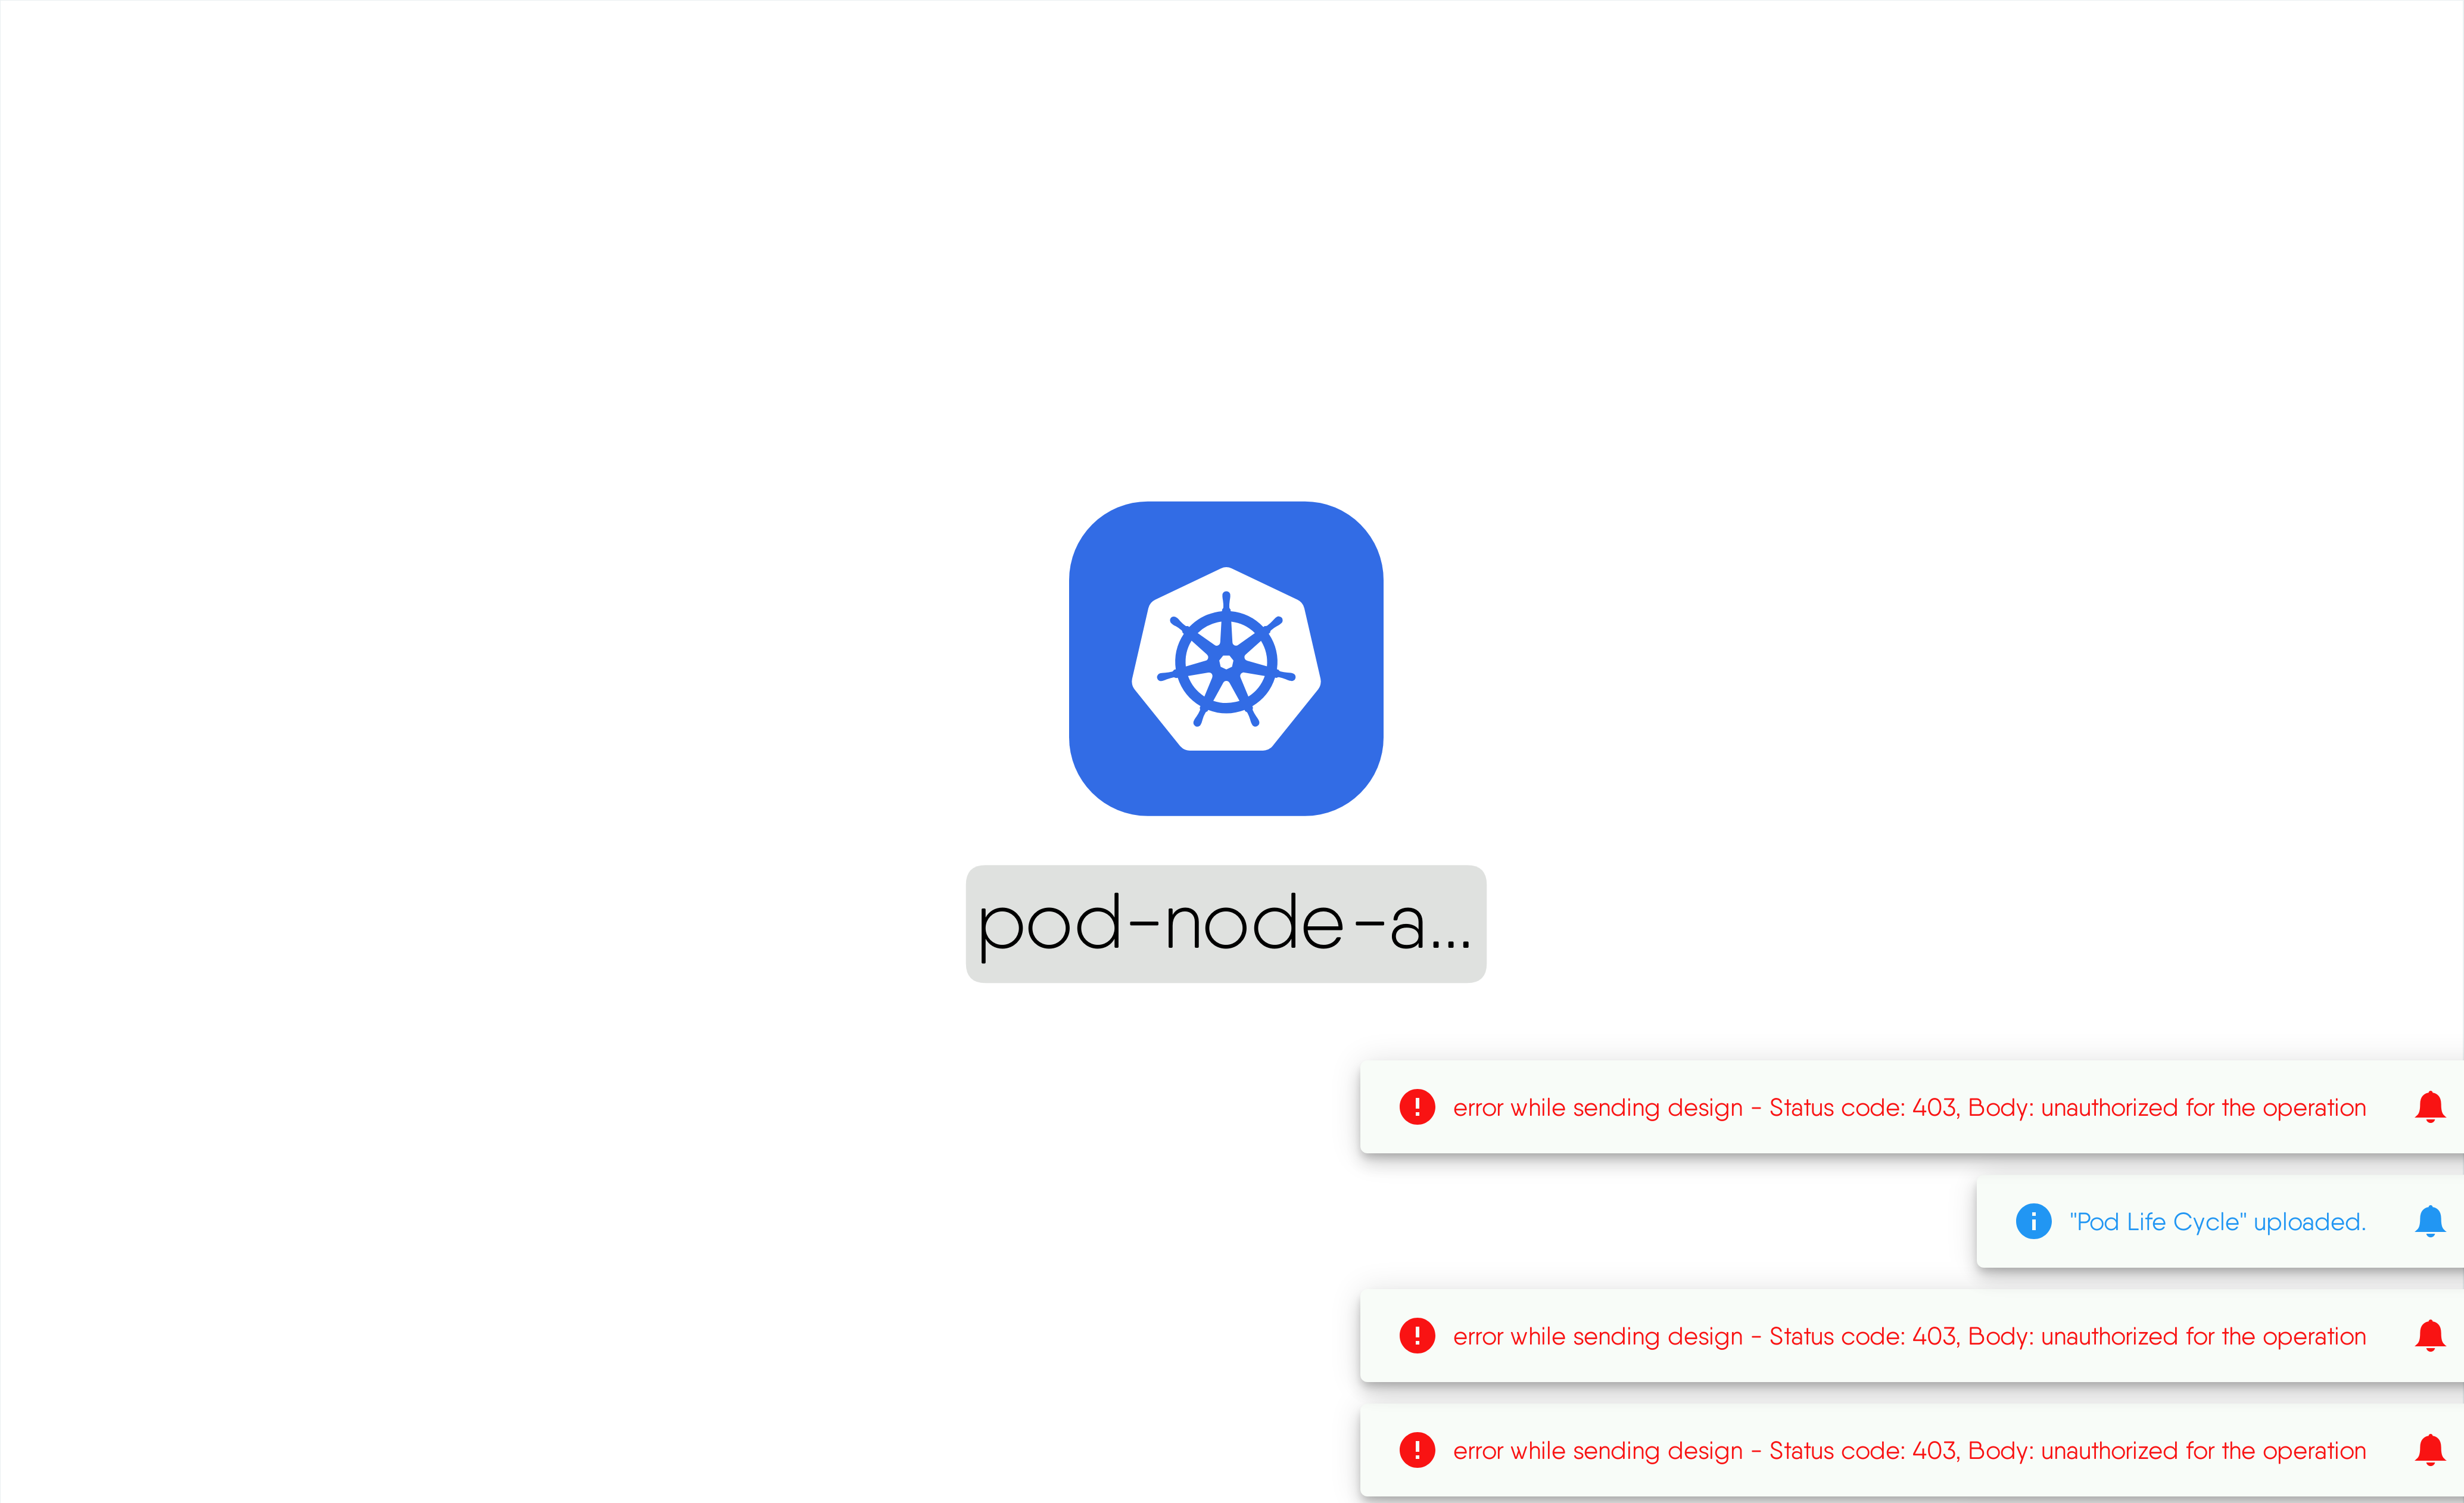 pod-node-a...
error while sending design - Status code: 403, Body: unauthorized for the operation
"Pod Life Cycle" uploaded.
error while sending design - Status code: 403, Body: unauthorized for the operation
error while sending design - Status code: 403, Body: unauthorized for the operation